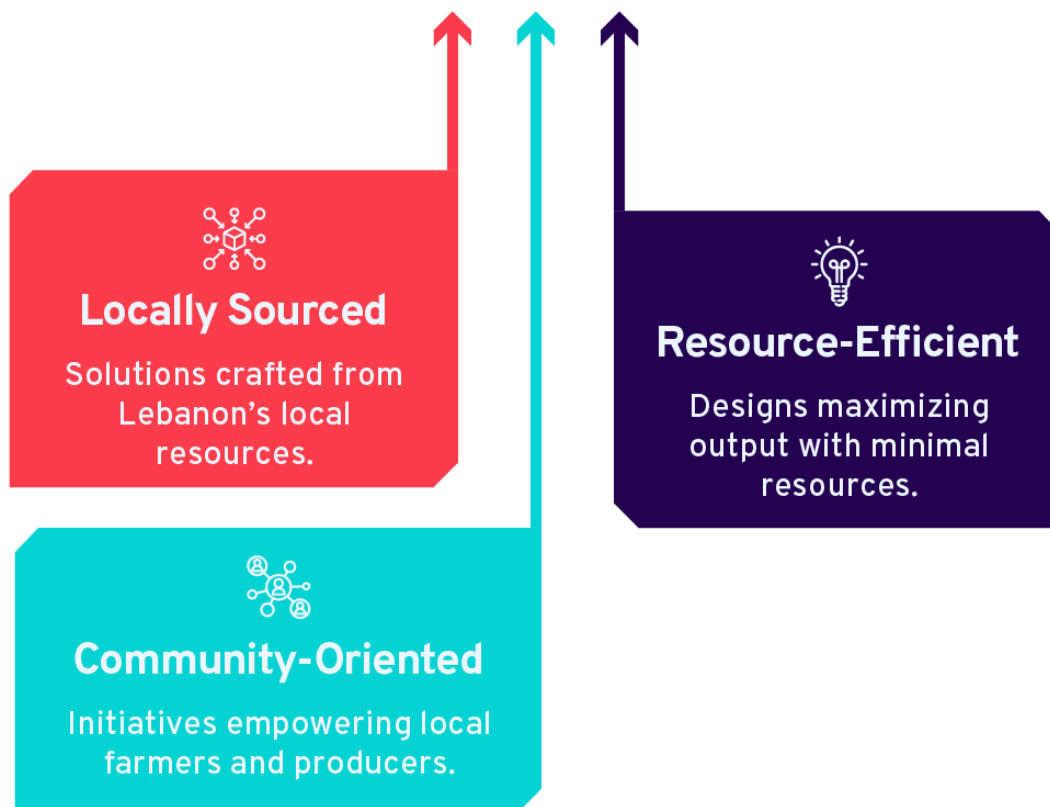 Locally Sourced
Solutions crafted from
Lebanon’s local
resources.
Resource-Efficient
Designs maximizing
output with minimal
resources.
Community-Oriented
Initiatives empowering local
farmers and producers.